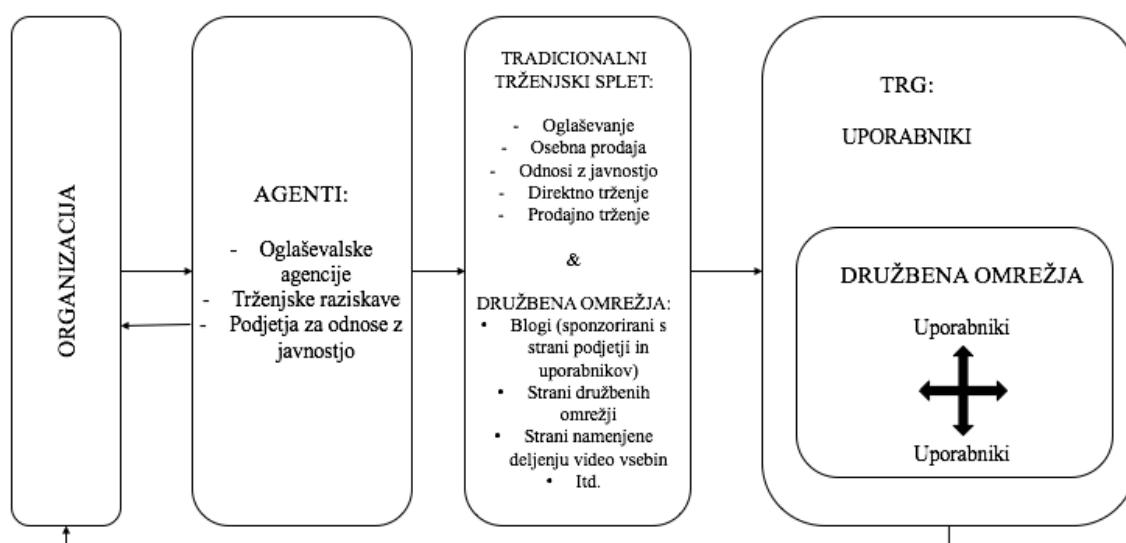 ORGANIZACIJA
AGENTI:
- Oglaševalske
agencije
- Trženjske raziskave
- Podjetja za odnose z
javnostjo
TRADICIONALNI
TRŽENJSKI SPLET:
- Oglaševanje
- Osebna prodaja
- Odnosi z javnostjo
- Direktno trženje
- Prodajno trženje
&
DRUŽBENA OMREŽJA:
• Blogi (sponzorirani s
strani podjetji in
uporabnikov)
• Strani družbenih
omrežji
• Strani namenjene
deljenju video vsebin
• Itd.
TRG:
UPORABNIKI
DRUŽBENA OMREŽJA
Uporabniki
Uporabniki